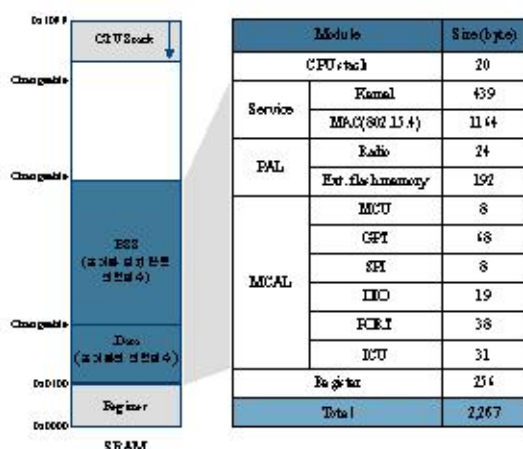 0x10FF
CPU Stack
Changeable
Changeable
BSS
Changeable
Data
0x0100
Register
0x0000
SRAM
Module Size(byte)
CPU stack 20
Service Kernel 439
MAC(802.15.4) 1164
PAL Radio 24
Ext. flash memory 192
MCAL MCU 8
GPT 68
SPI 8
DIO 19
PORT 38
ICU 31
Register 256
Total 2,267